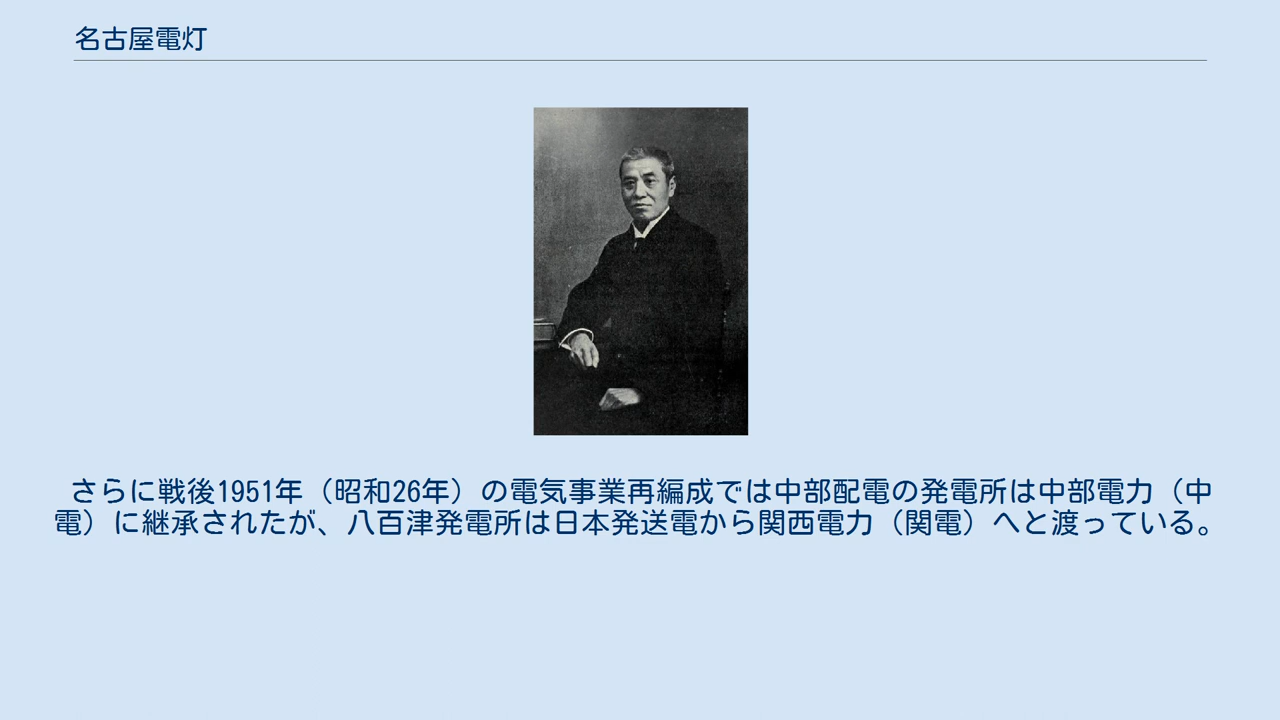 名古屋電灯
さらに戦後1951年（昭和26年）の電気事業再編成では中部配電の発電所は中部電力（中
電）に継承されたが、八百津発電所は日本発送電から関西電力（関電）へと渡っている。